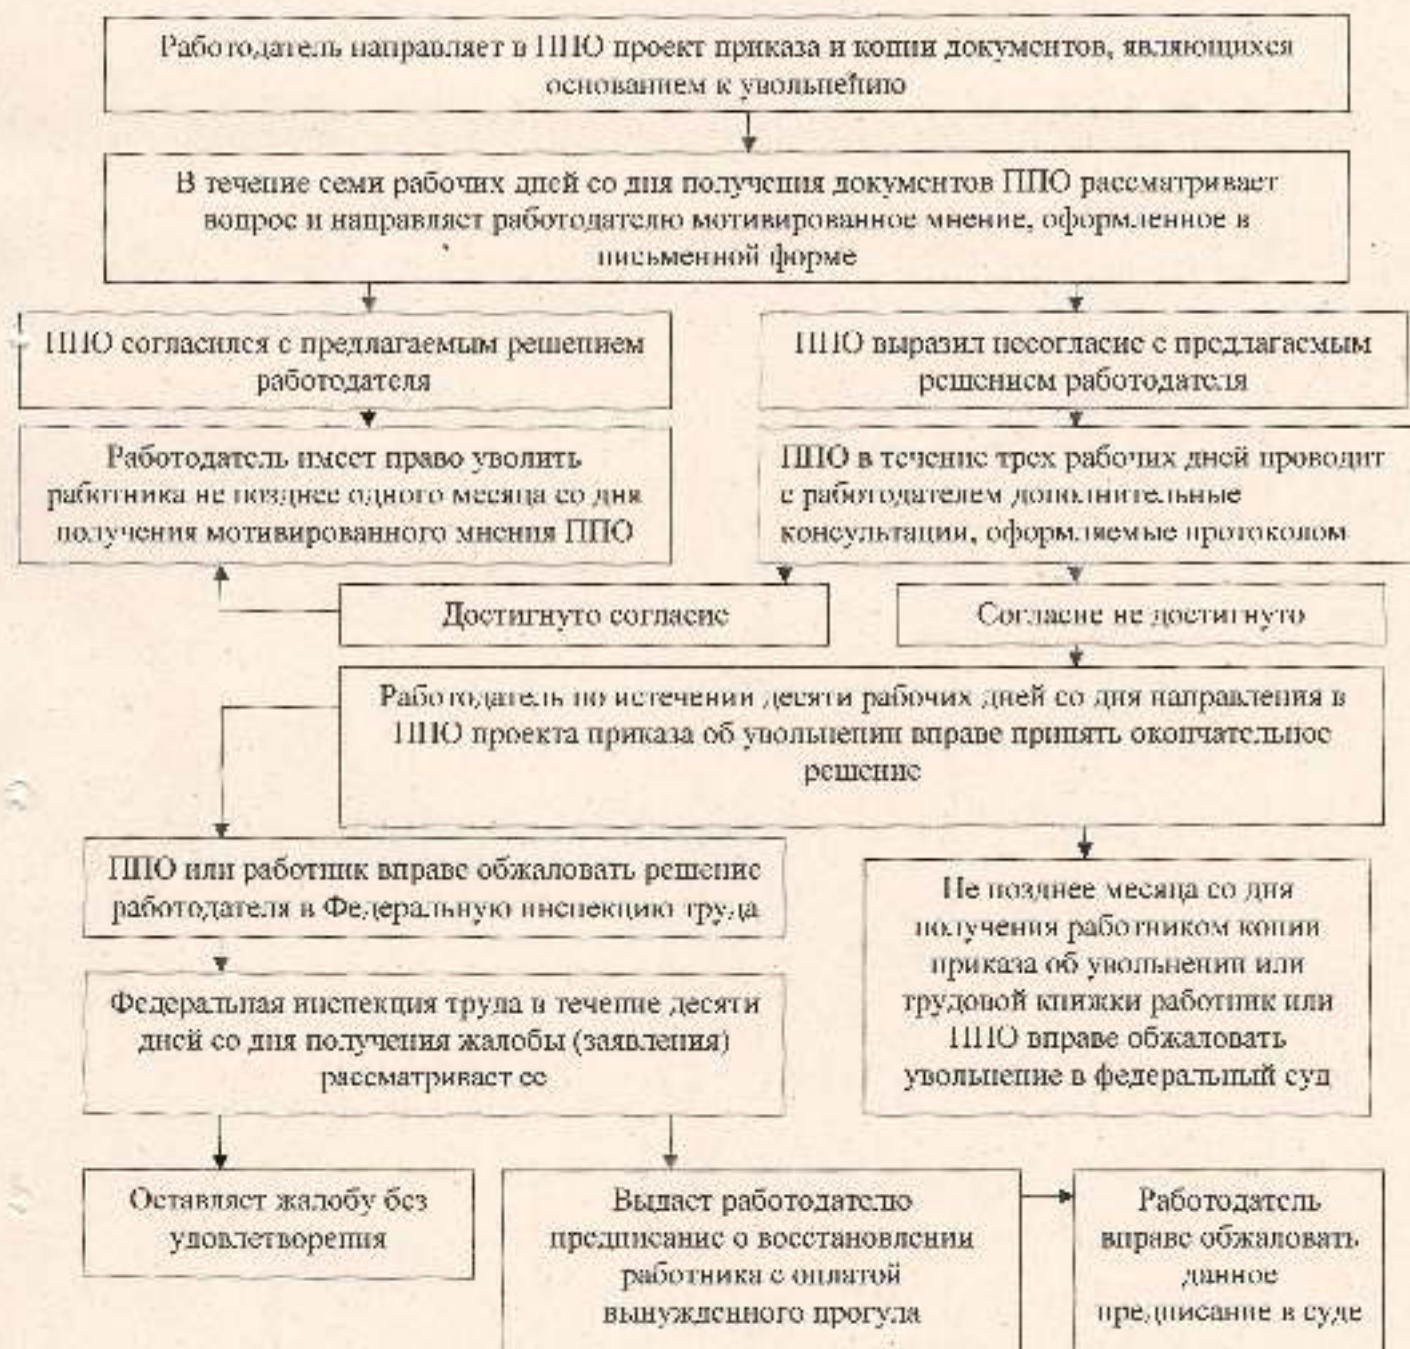 Работодатель направляет в ППО проект приказа и копии документов, являющихся
основанием к увольнению
В течение семи рабочих дней со дня получения документов ППО рассматривает
вопрос и направляет работодателю мотивированное мнение, оформленное в
письменной форме
ППО согласился с предлагаемым решением
работодателя
ППО выразил несогласие с предлагаемым
решением работодателя
Работодатель имеет право уволить
работника не позднее одного месяца со дня
получения мотивированного мнения ППО
ППО в течение трех рабочих дней проводит
с работодателем дополнительные
консультации, оформляемые протоколом
Достигнуто согласие
Согласие не достигнуто
Работодатель по истечении десяти рабочих дней со дня направления в
ППО проекта приказа об увольнении вправе принять окончательное
решение
ППО или работник вправе обжаловать решение
работодателя в Федеральную инспекцию труда
Не позднее месяца со дня
получения работником копии
приказа об увольнении или
трудовой книжки работник или
ППО вправе обжаловать
увольнение в федеральный суд
Федеральная инспекция труда в течение десяти
дней со дня получения жалобы (заявления)
рассматривает ее
Оставляет жалобу без
удовлетворения
Выдает работодателю
предписание о восстановлении
работника с оплатой
вынужденного прогула
Работодатель
вправе обжаловать
данное
предписание в суде